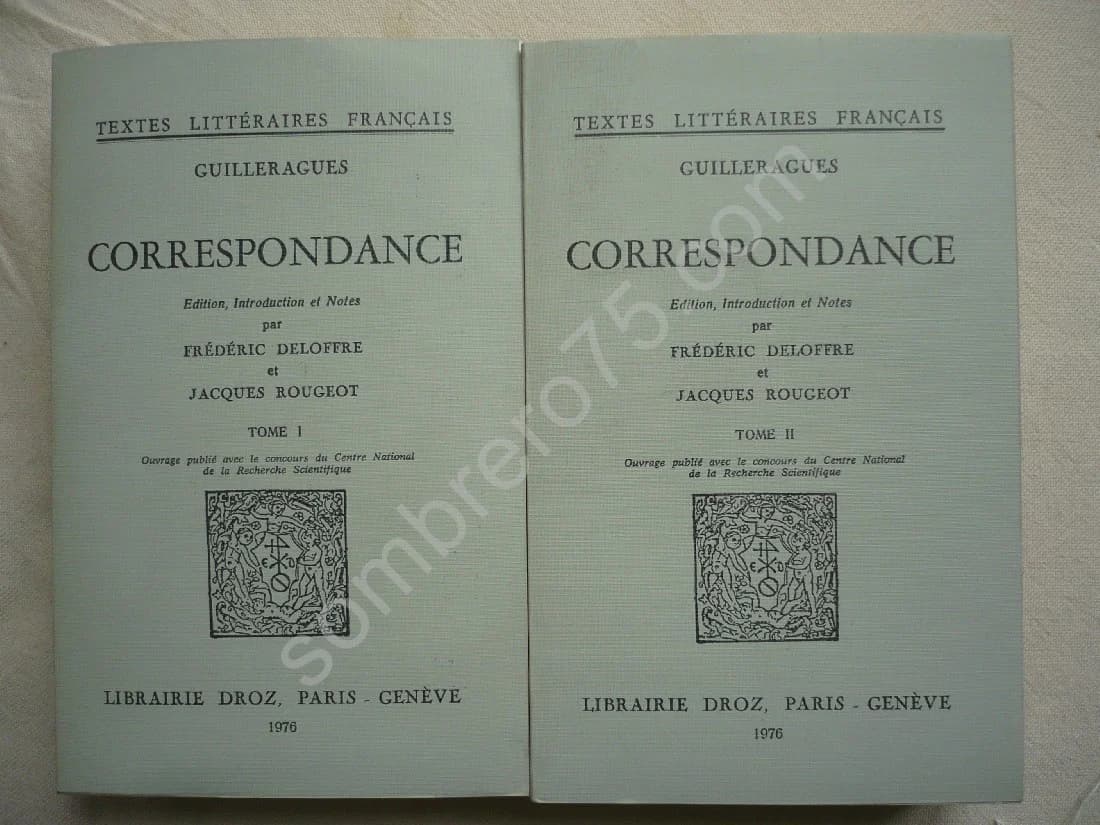 TEXTES LITTÉRAIRES FRANÇAIS
GUILLERAGUES
CORRESPONDANCE
Edition, Introduction et Notes
par
FRÉDÉRIC DELOFFRE
et
JACQUES ROUGEOT
TOME I
Ouvrage publié avec le concours du Centre National
de la Recherche Scientifique
E D
LIBRAIRIE DROZ, PARIS - GENÈVE
1976
TEXTES LITTÉRAIRES FRANÇAIS
GUILLERAGUES
CORRESPONDANCE
Edition, Introduction et Notes
par
FRÉDÉRIC DELOFFRE
et
JACQUES ROUGEOT
TOME II
Ouvrage publié avec le concours du Centre National
de la Recherche Scientifique
E D
LIBRAIRIE DROZ, PARIS - GENÈVE
1976
sombrero75.com